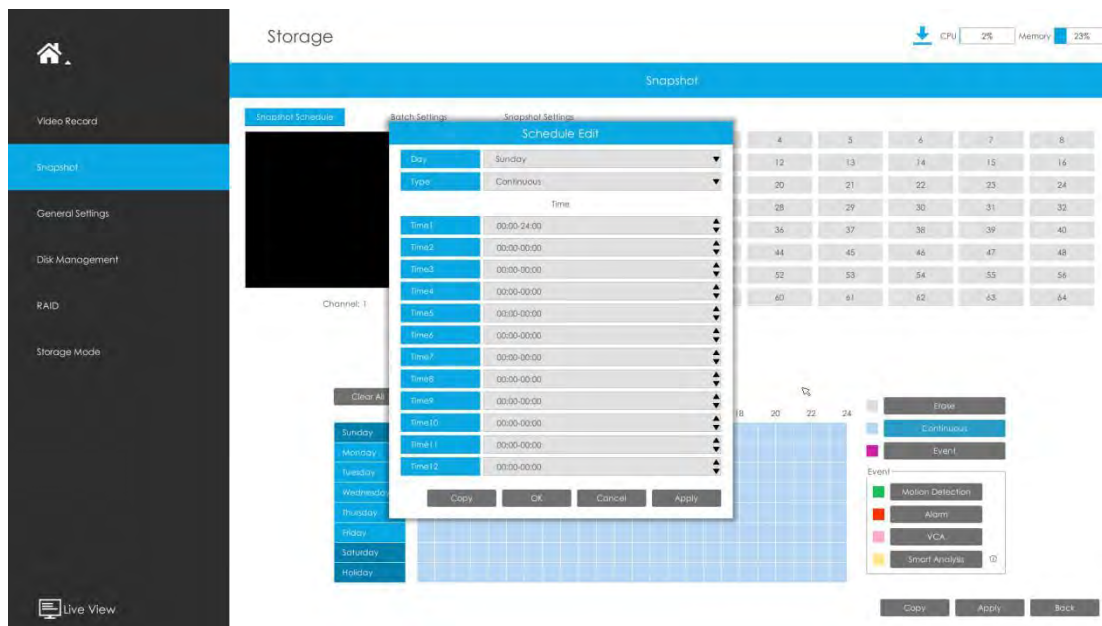 Storage
CPU 2% Memory 23%
Snapshot
Video Record
Snapshot
General Settings
Disk Management
RAID
Storage Mode
Live View
Snapshot Schedule Batch Settings Snapshot Settings
Channel: 1
4 5 6 7 8
12 13 14 15 16
20 21 22 23 24
28 29 30 31 32
36 37 38 39 40
44 45 46 47 48
52 53 54 55 56
60 61 62 63 64
Schedule Edit
Day Sunday
Type Continuous
Time
Time1 00:00-24:00
Time2 00:00-00:00
Time3 00:00-00:00
Time4 00:00-00:00
Time5 00:00-00:00
Time6 00:00-00:00
Time7 00:00-00:00
Time8 00:00-00:00
Time9 00:00-00:00
Time10 00:00-00:00
Time11 00:00-00:00
Time12 00:00-00:00
Copy OK Cancel Apply
Clear All
18 20 22 24
Sunday
Monday
Tuesday
Wednesday
Thursday
Friday
Saturday
Holiday
Erase
Continuous
Event
Event
Motion Detection
Alarm
VCA
Smart Analysis
Copy Apply Back